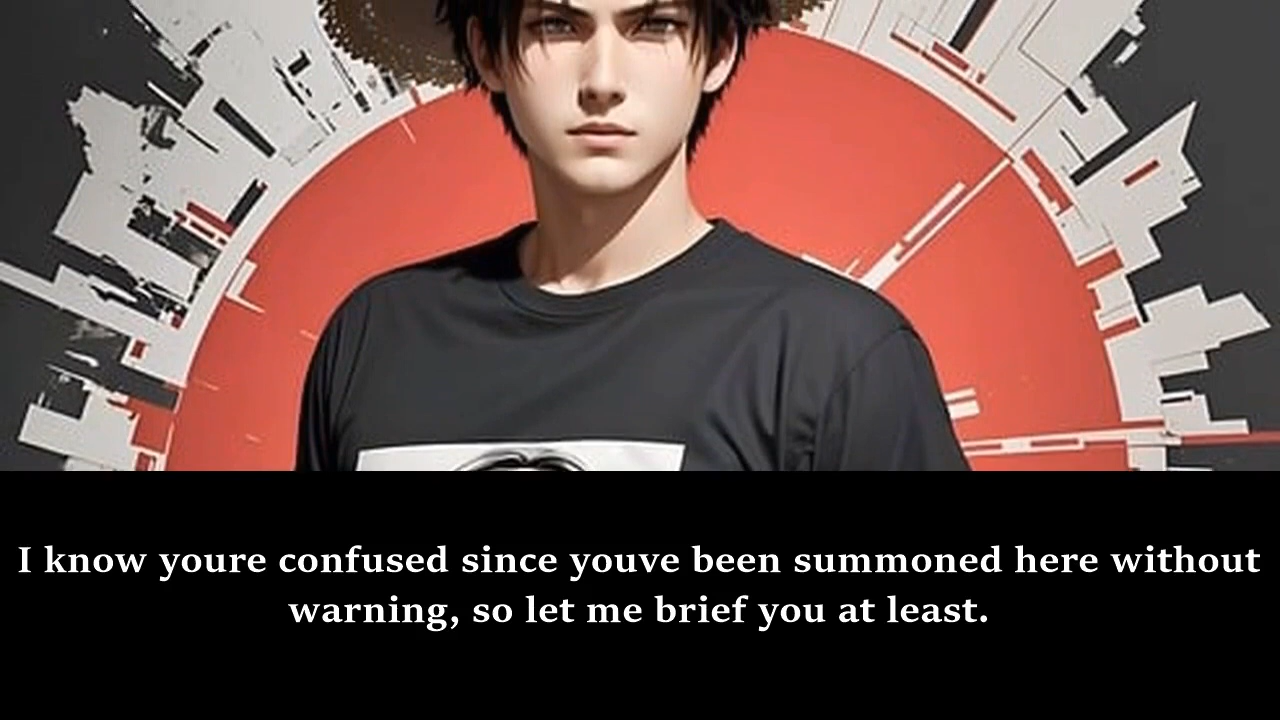 I know youre confused since youve been summoned here without
warning, so let me brief you at least.